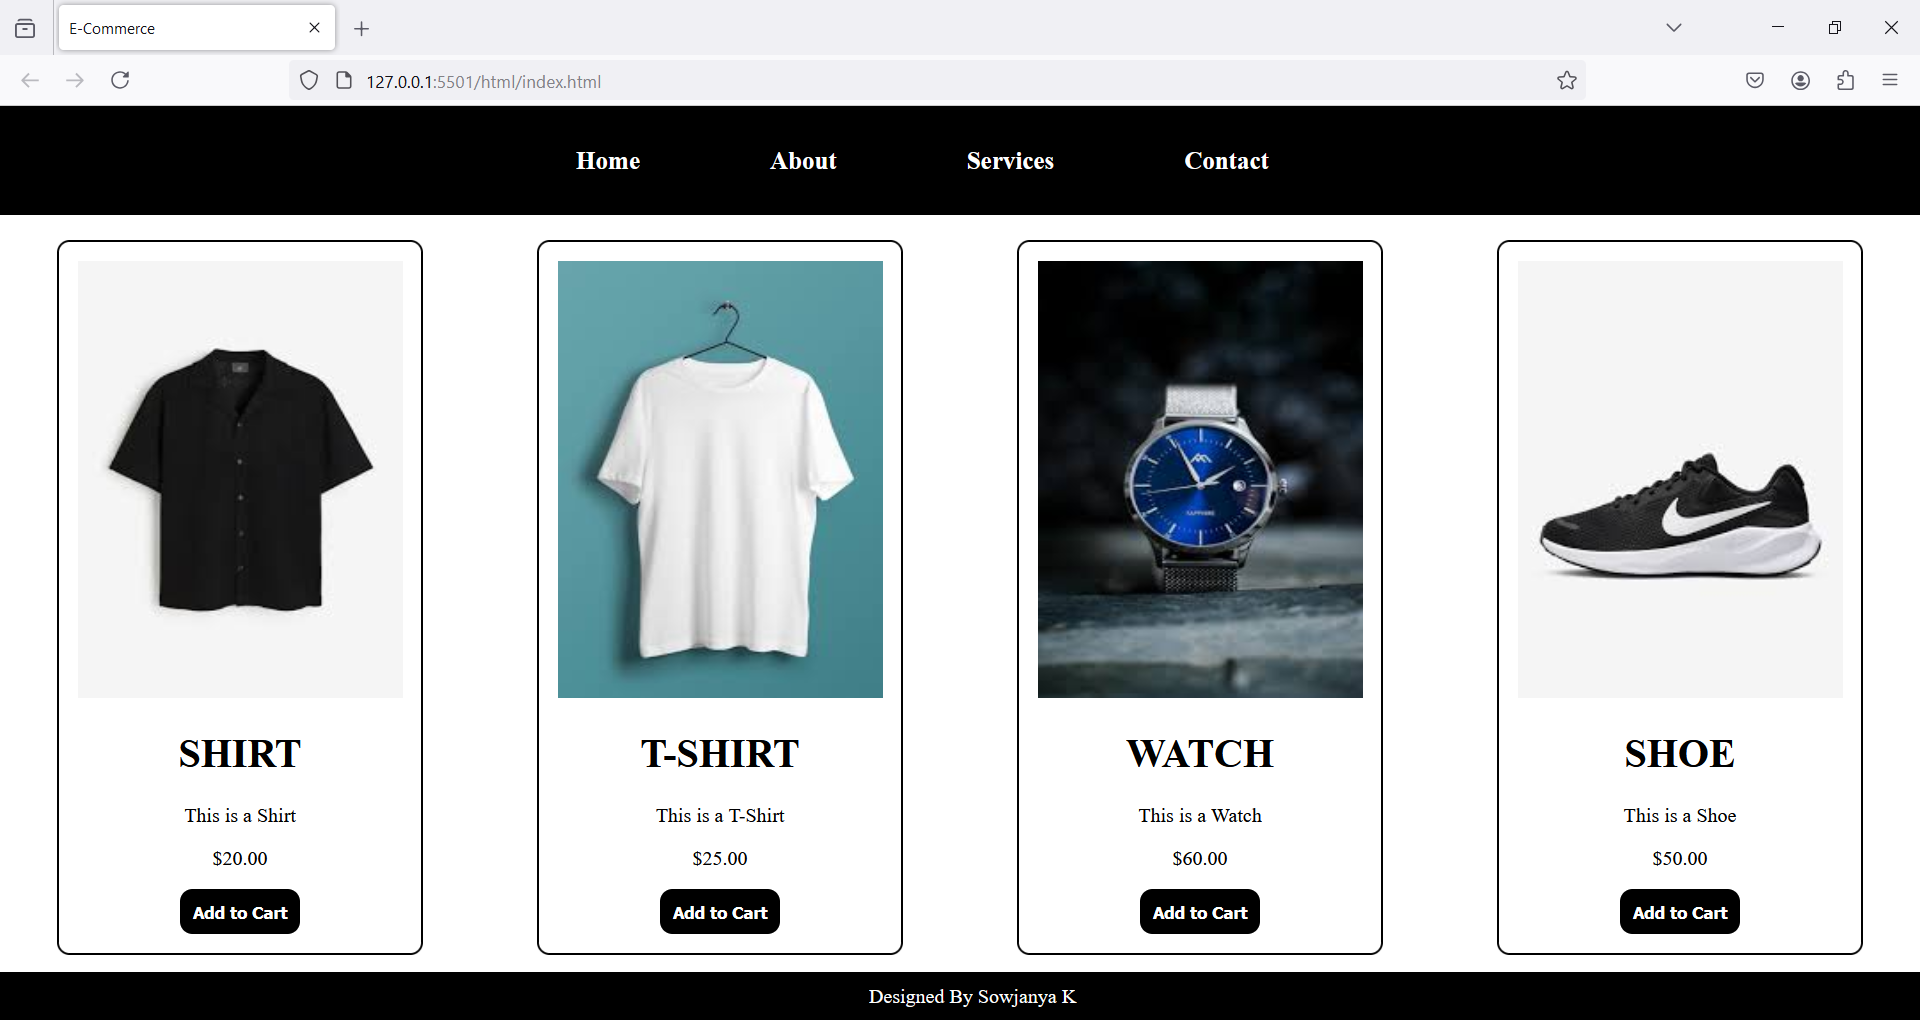 E-Commerce
127.0.0.1:5501/html/index.html
Home About Services Contact
SAPPHIRE
SHIRT
This is a Shirt
$20.00
Add to Cart
T-SHIRT
This is a T-Shirt
$25.00
Add to Cart
WATCH
This is a Watch
$60.00
Add to Cart
SHOE
This is a Shoe
$50.00
Add to Cart
Designed By Sowjanya K